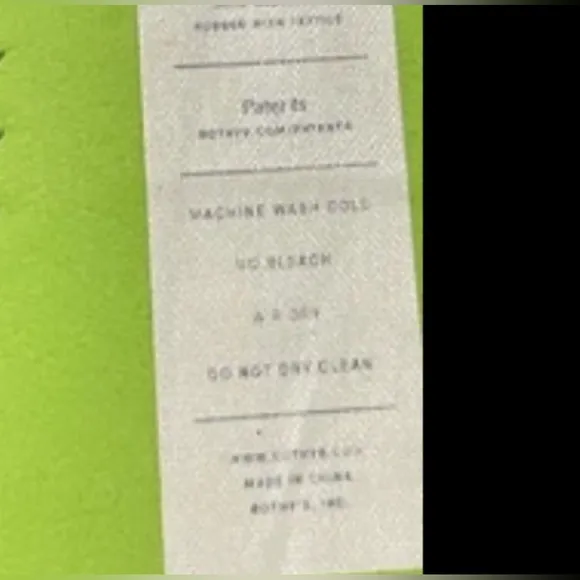 RUBBER WITH TEXTILE
Patents
ROTHYS.COM/PATENTS
MACHINE WASH COLD
NO BLEACH
AIR DRY
DO NOT DRY CLEAN
WWW.ROTHYS.COM
MADE IN CHINA
ROTHY'S, INC.